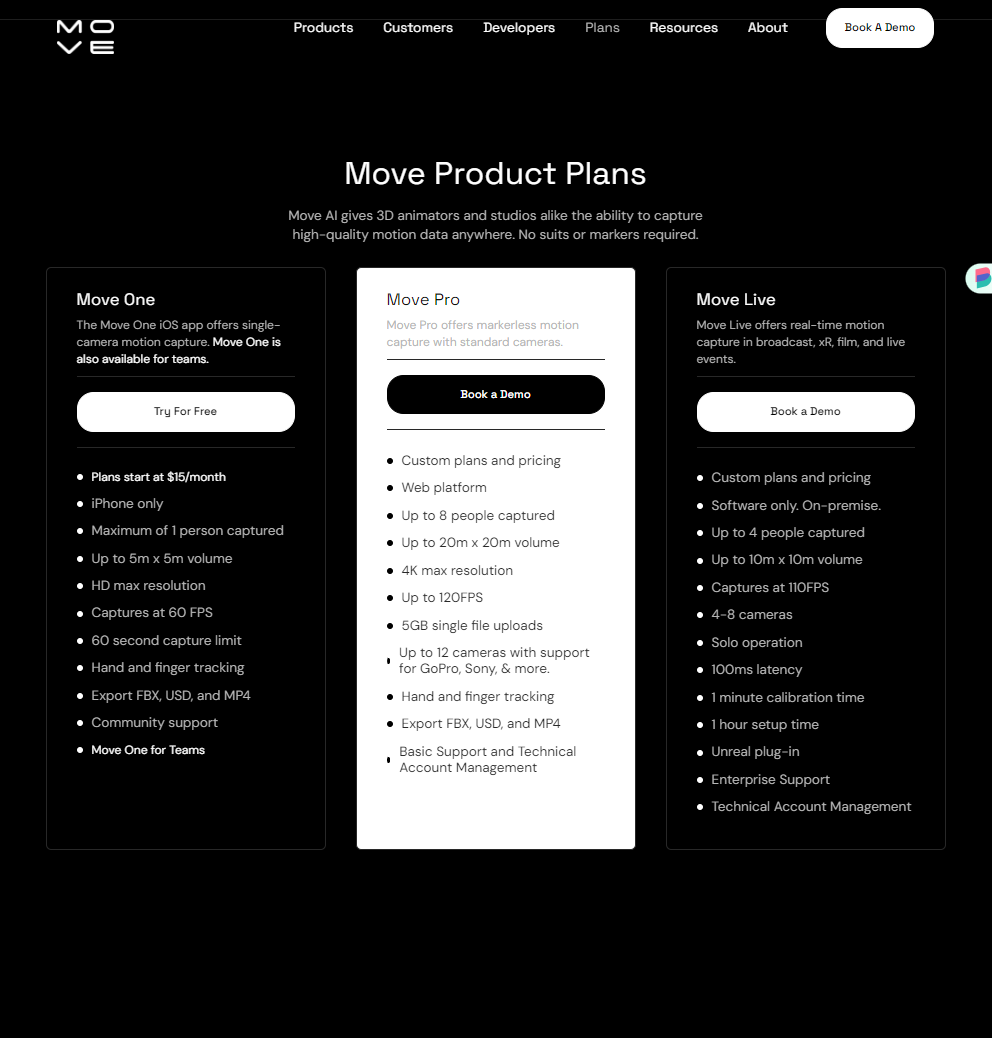 MO
VE
Products Customers Developers Plans Resources About Book A Demo
Move Product Plans
Move AI gives 3D animators and studios alike the ability to capture
high-quality motion data anywhere. No suits or markers required.
Move One
The Move One iOS app offers single-
camera motion capture. Move One is
also available for teams.
Try For Free
Plans start at $15/month
iPhone only
Maximum of 1 person captured
Up to 5m x 5m volume
HD max resolution
Captures at 60 FPS
60 second capture limit
Hand and finger tracking
Export FBX, USD, and MP4
Community support
Move One for Teams
Move Pro
Move Pro offers markerless motion
capture with standard cameras.
Book a Demo
Custom plans and pricing
Web platform
Up to 8 people captured
Up to 20m x 20m volume
4K max resolution
Up to 120FPS
5GB single file uploads
Up to 12 cameras with support
for GoPro, Sony, & more.
Hand and finger tracking
Export FBX, USD, and MP4
Basic Support and Technical
Account Management
Move Live
Move Live offers real-time motion
capture in broadcast, xR, film, and live
events.
Book a Demo
Custom plans and pricing
Software only. On-premise.
Up to 4 people captured
Up to 10m x 10m volume
Captures at 110FPS
4-8 cameras
Solo operation
100ms latency
1 minute calibration time
1 hour setup time
Unreal plug-in
Enterprise Support
Technical Account Management